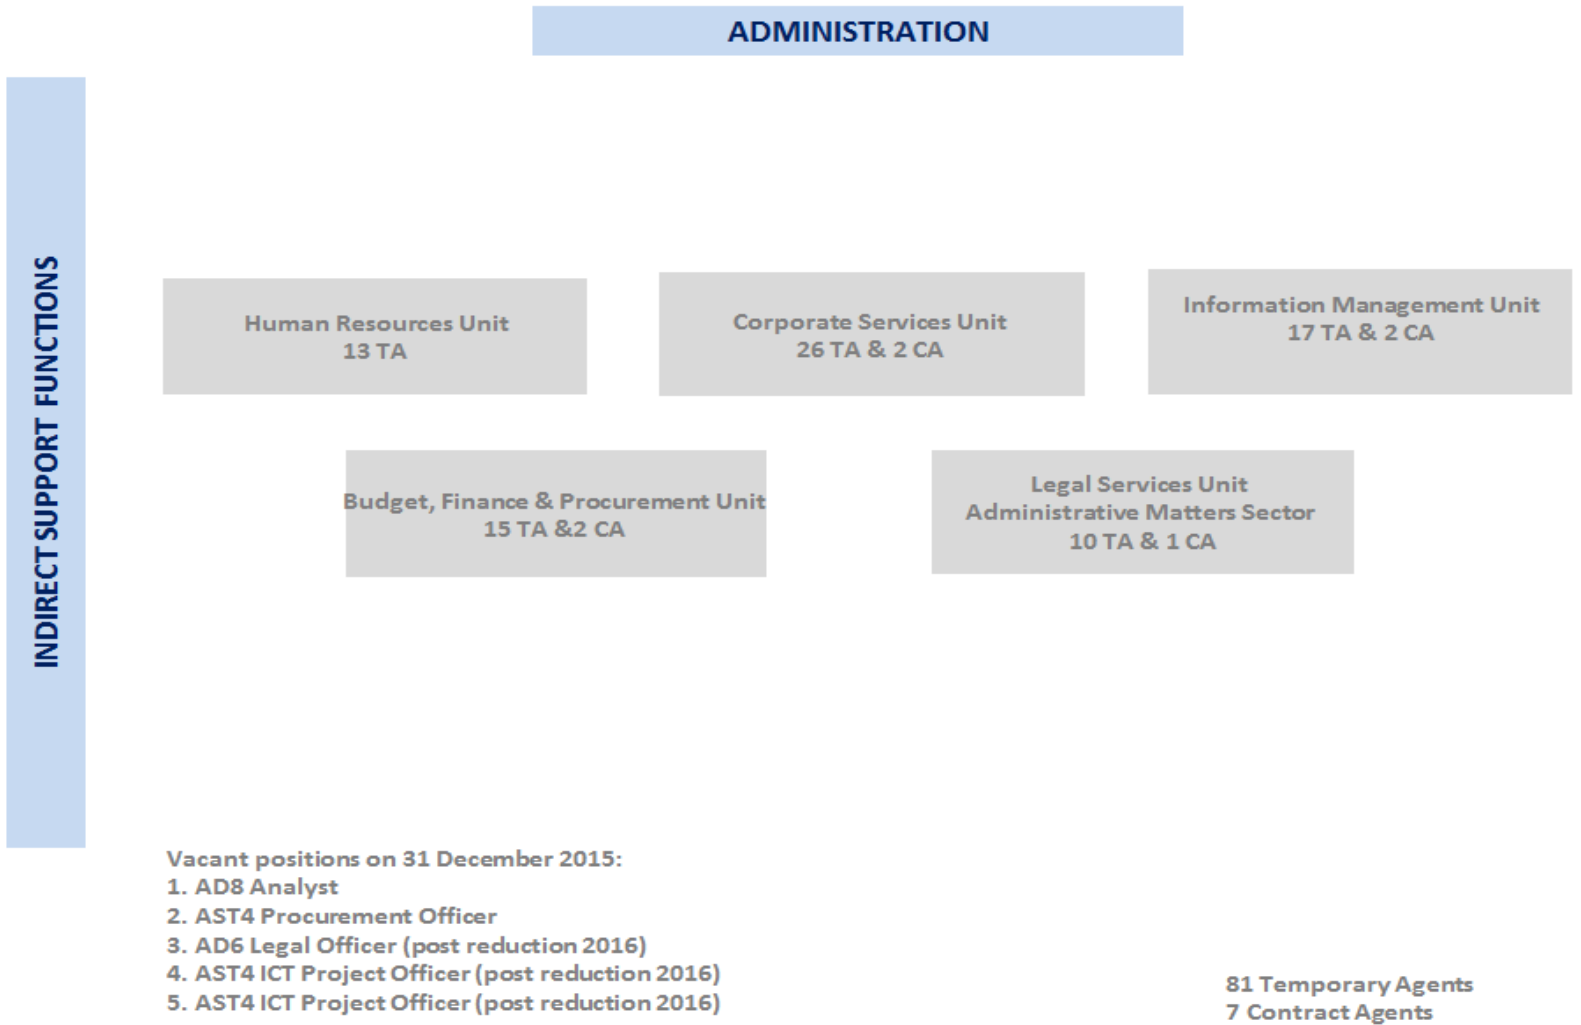 ADMINISTRATION
INDIRECT SUPPORT FUNCTIONS
Human Resources Unit
13 TA
Corporate Services Unit
26 TA & 2 CA
Information Management Unit
17 TA & 2 CA
Budget, Finance & Procurement Unit
15 TA &2 CA
Legal Services Unit
Administrative Matters Sector
10 TA & 1 CA
Vacant positions on 31 December 2015:
1. AD8 Analyst
2. AST4 Procurement Officer
3. AD6 Legal Officer (post reduction 2016)
4. AST4 ICT Project Officer (post reduction 2016)
5. AST4 ICT Project Officer (post reduction 2016)
81 Temporary Agents
7 Contract Agents